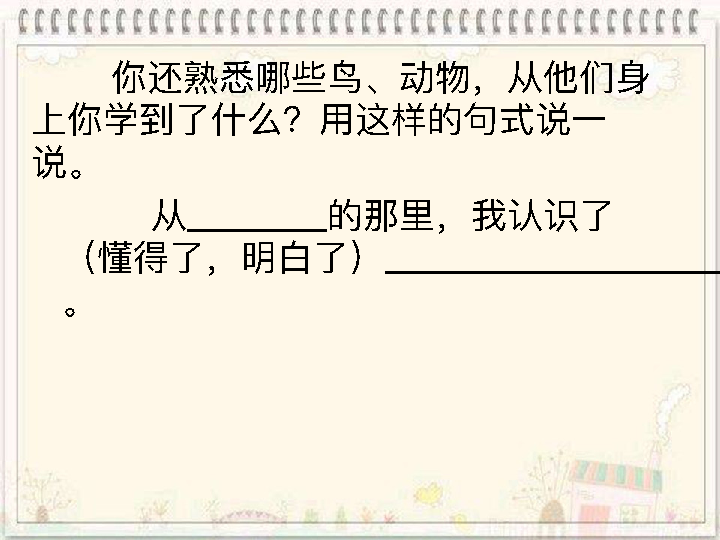 你还熟悉哪些鸟、动物，从他们身
上你学到了什么？用这样的句式说一
说。
从________的那里，我认识了
（懂得了，明白了）___________________
。